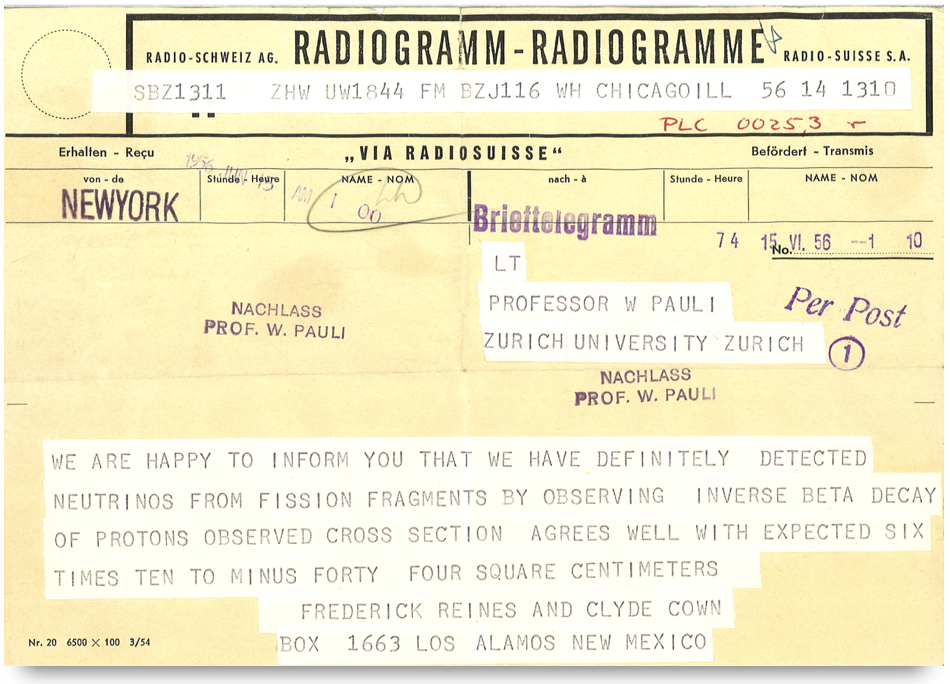 RADIO-SCHWEIZ AG. RADIOGRAMM-RADIOGRAMME RADIO-SUISSE S.A.
SBZ1311 ZHW UW1844 FM BZJ116 WH CHICAGOILL 56 14 1310
PLC 0025,3
Erhalfen - Reçu „VIA RADIOSUISSE" Befördert - Transmis
1956 JUN 15
von - de Stunde - Heure NAME - NOM nach - à Stunde - Heure NAME - NOM
NEWYORK AM 1 00 Brieftelegramm
74 15. VI. 56 --1 10
No.
LT
PROFESSOR W PAULI
ZURICH UNIVERSITY ZURICH
Per Post
1
NACHLASS
PROF. W. PAULI
NACHLASS
PROF. W. PAULI
WE ARE HAPPY TO INFORM YOU THAT WE HAVE DEFINITELY DETECTED
NEUTRINOS FROM FISSION FRAGMENTS BY OBSERVING INVERSE BETA DECAY
OF PROTONS OBSERVED CROSS SECTION AGREES WELL WITH EXPECTED SIX
TIMES TEN TO MINUS FORTY FOUR SQUARE CENTIMETERS
FREDERICK REINES AND CLYDE COWN
BOX 1663 LOS ALAMOS NEW MEXICO
Nr. 20 6500 × 100 3/54